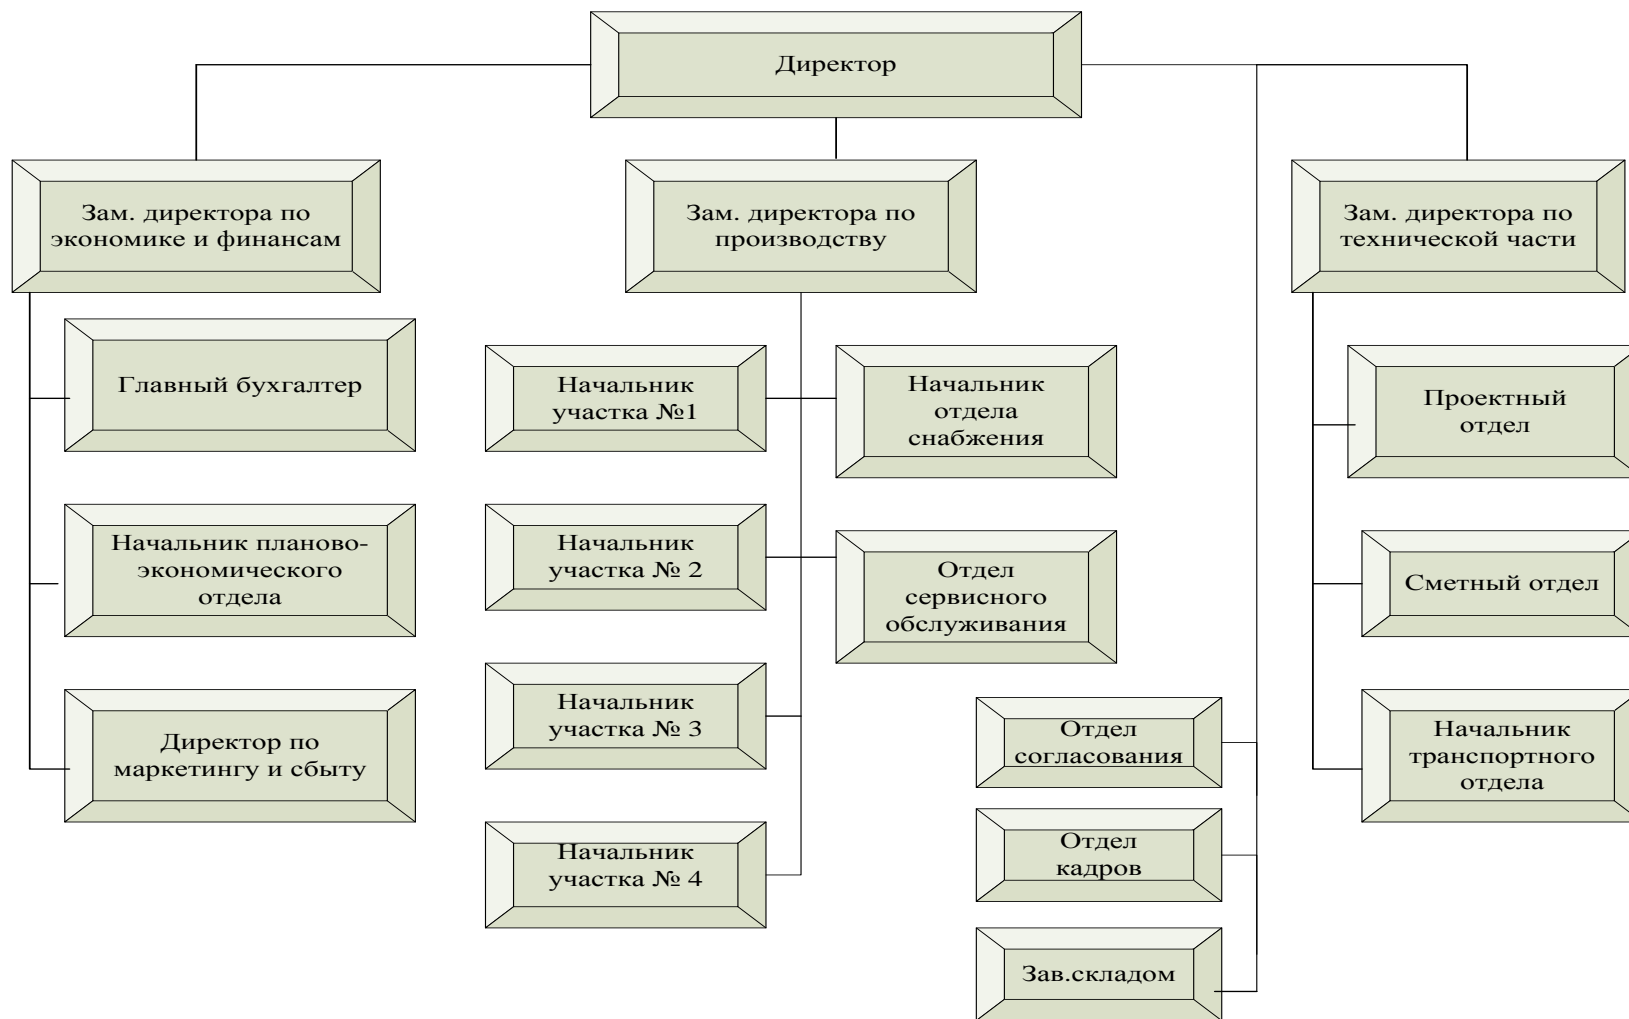 Директор
Зам. директора по
экономике и финансам
Зам. директора по
производству
Зам. директора по
технической части
Главный бухгалтер
Начальник планово-
экономического
отдела
Директор по
маркетингу и сбыту
Начальник
участка №1
Начальник
участка № 2
Начальник
участка № 3
Начальник
участка № 4
Начальник
отдела
снабжения
Отдел
сервисного
обслуживания
Отдел
согласования
Отдел
кадров
Зав.складом
Проектный
отдел
Сметный отдел
Начальник
транспортного
отдела